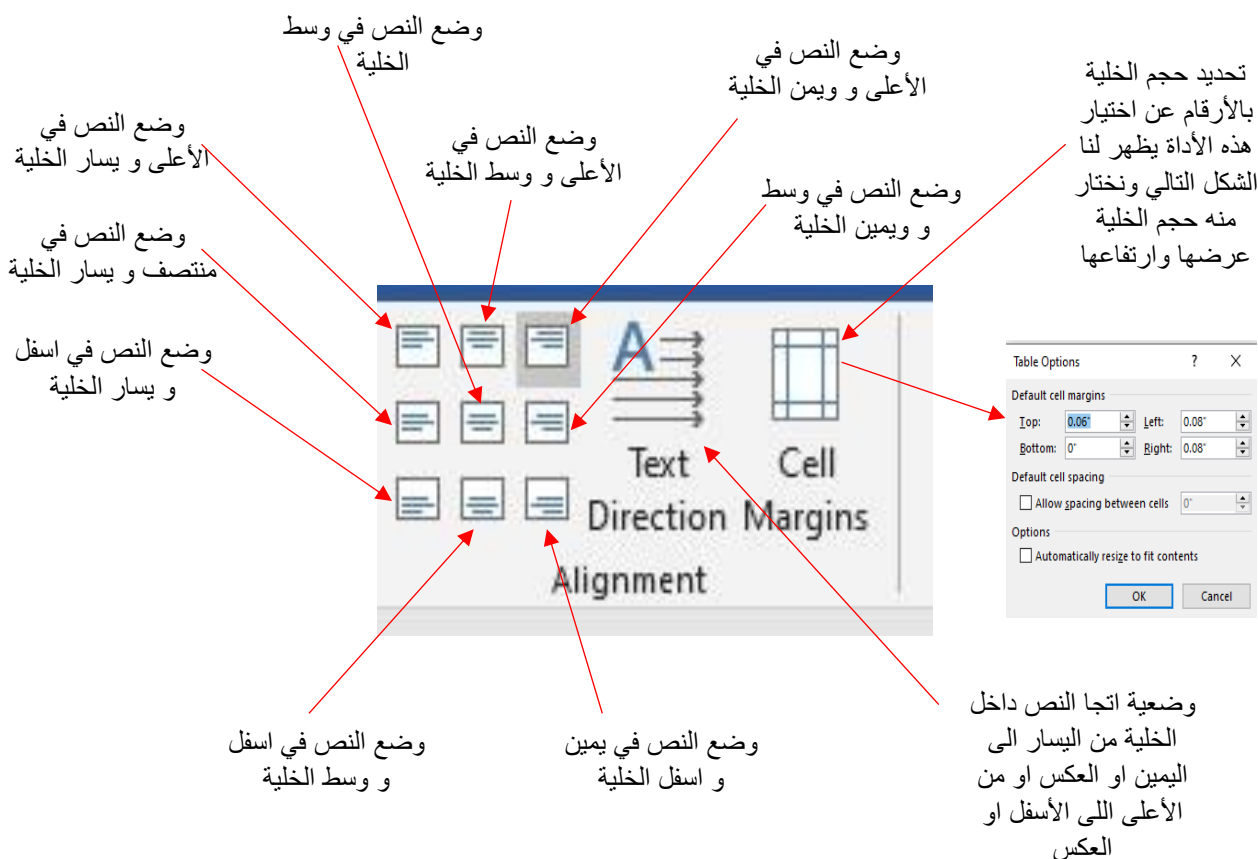 وضع النص في وسط
الخلية
وضع النص في
الأعلى و ويمن الخلية
تحديد حجم الخلية
بالأرقام عن اختيار
هذه الأداة يظهر لنا
الشكل التالي ونختار
منه حجم الخلية
عرضها وارتفاعها
وضع النص في
الأعلى و يسار الخلية
وضع النص في
الأعلى و وسط الخلية
وضع النص في وسط
و ويمين الخلية
وضع النص في
منتصف و يسار الخلية
وضع النص في اسفل
و يسار الخلية
A
Text
Direction
Cell
Margins
Alignment
Table Options ? X
Default cell margins
Top: 0.06" Left: 0.08"
Bottom: 0" Right: 0.08"
Default cell spacing
Allow spacing between cells 0"
Options
Automatically resize to fit contents
OK Cancel
وضع النص في اسفل
و وسط الخلية
وضع النص في يمين
و اسفل الخلية
وضعية اتجا النص داخل
الخلية من اليسار الى
اليمين او العكس او من
الأعلى اللى الأسفل او
العكس